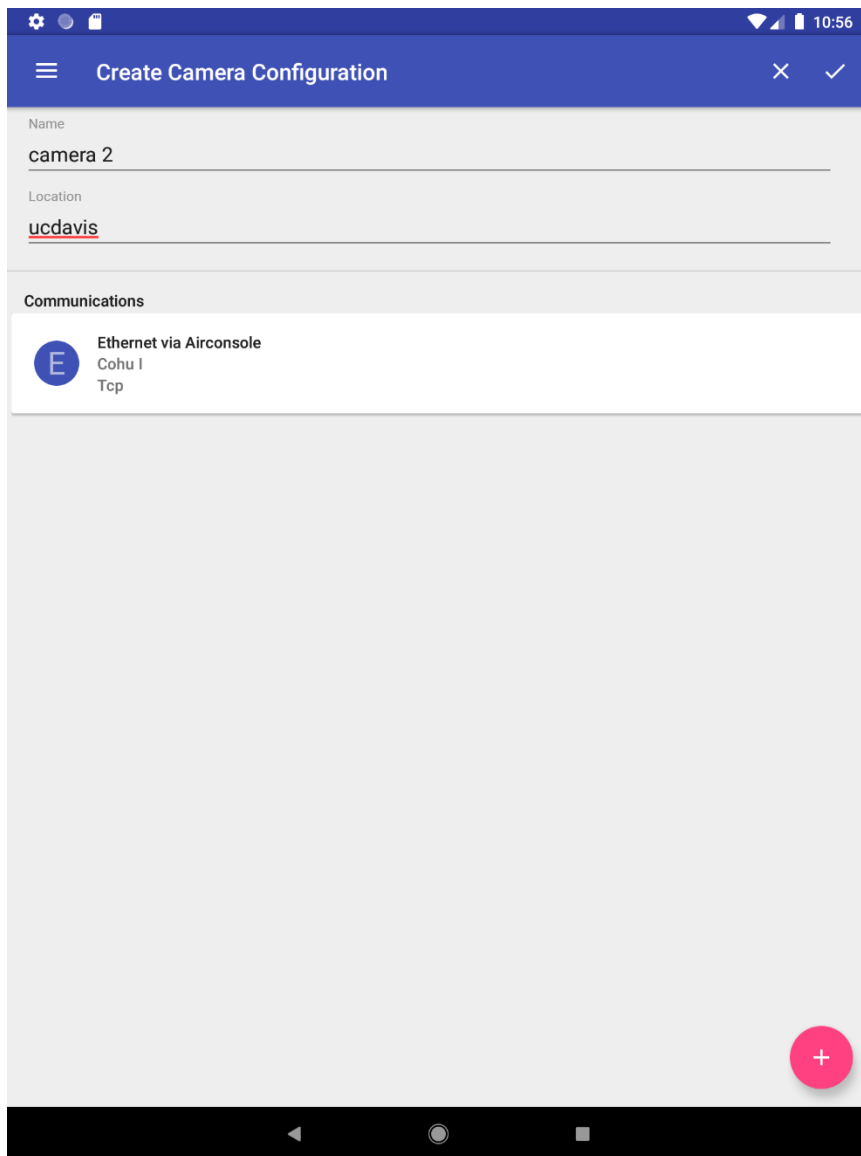 10:56
Create Camera Configuration
Name
camera 2
Location
ucdavis
Communications
E
Ethernet via Airconsole
Cohu I
Tcp